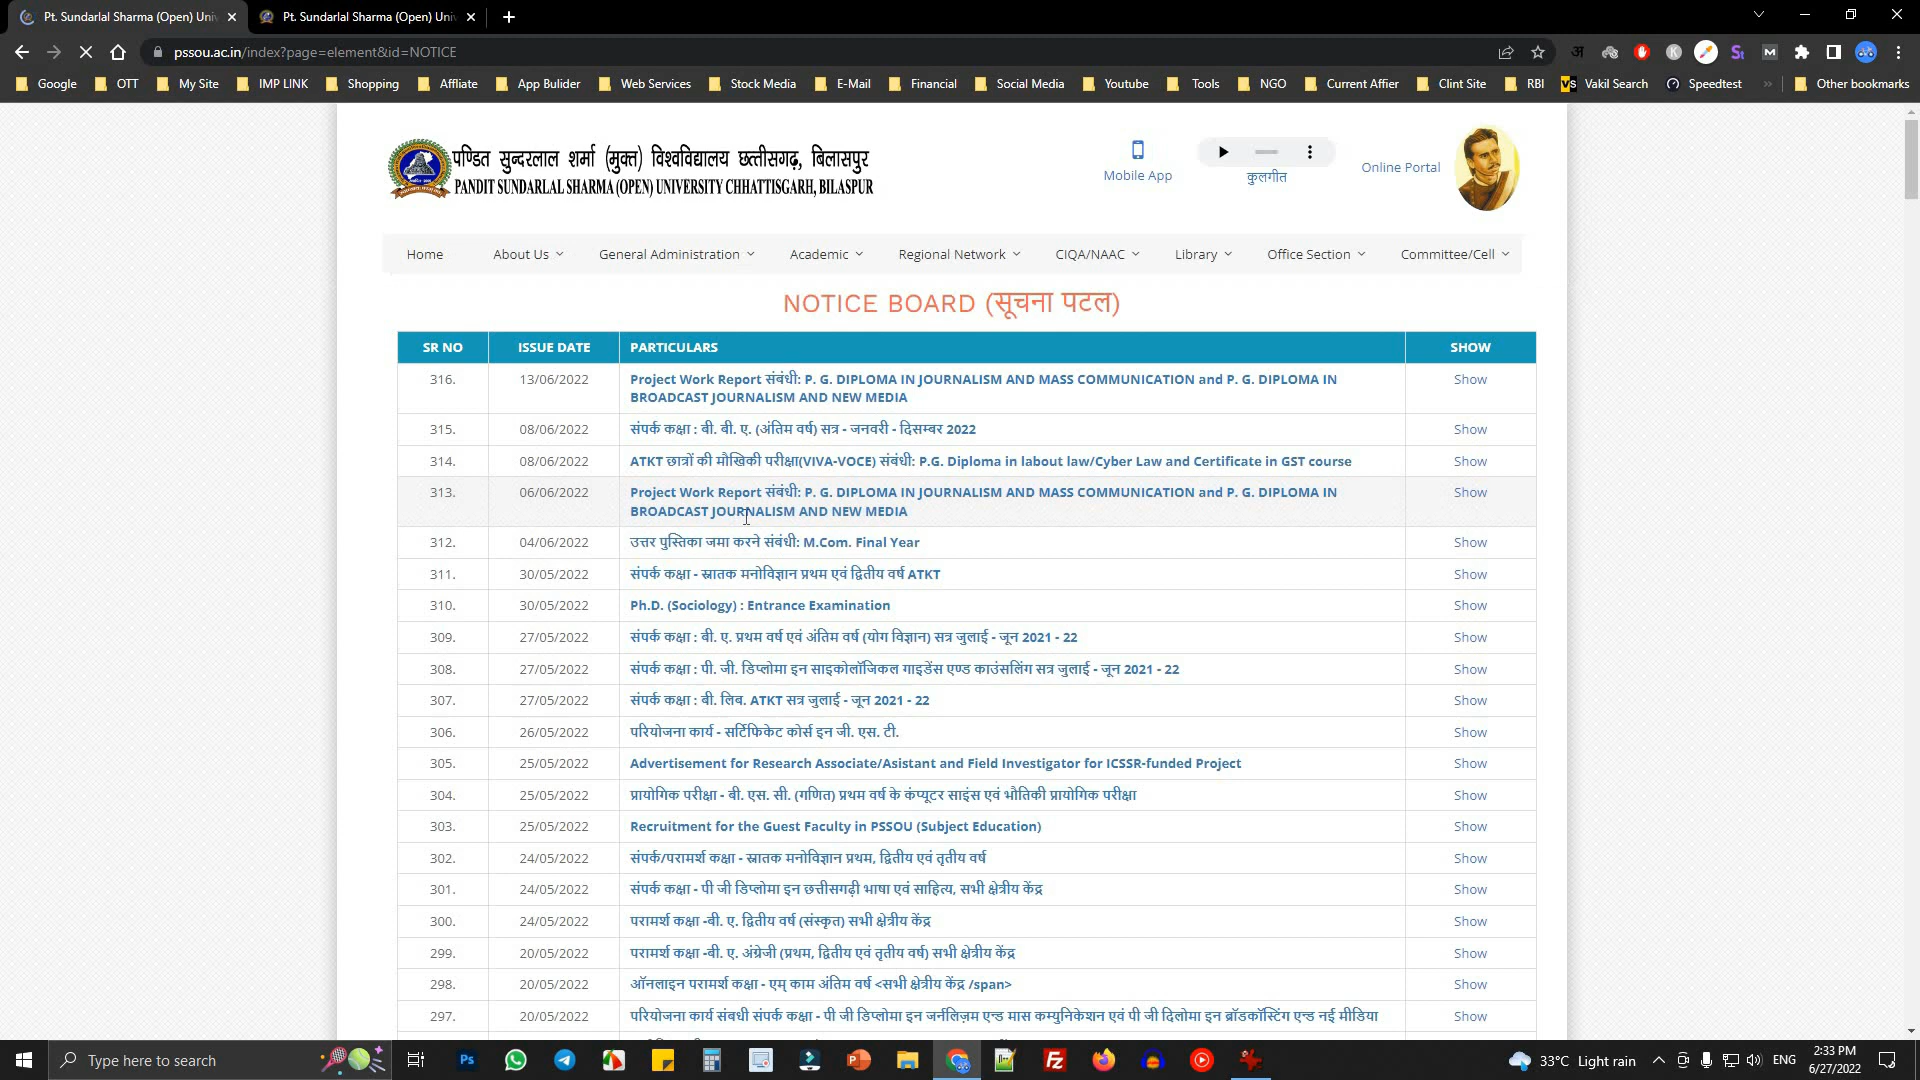 Pt. Sundarlal Sharma (Open) Uni
Pt. Sundarlal Sharma (Open) Uni
pssou.ac.in/index?page=element&id=NOTICE
Google OTT My Site IMP LINK Shopping Affliate App Bulider Web Services Stock Media E-Mail Financial Social Media Youtube Tools NGO Current Affier Clint Site RBI Vakil Search Speedtest Other bookmarks
पण्डित सुन्दरलाल शर्मा (मुक्त) विश्वविद्यालय छत्तीसगढ़, बिलासपुर
PANDIT SUNDARLAL SHARMA (OPEN) UNIVERSITY CHHATTISGARH, BILASPUR
Mobile App
कुलगीत
Online Portal
Home About Us General Administration Academic Regional Network CIQA/NAAC Library Office Section Committee/Cell
NOTICE BOARD (सूचना पटल)
SR NO ISSUE DATE PARTICULARS SHOW
316. 13/06/2022 Project Work Report संबंधी: P. G. DIPLOMA IN JOURNALISM AND MASS COMMUNICATION and P. G. DIPLOMA IN Show
BROADCAST JOURNALISM AND NEW MEDIA
315. 08/06/2022 संपर्क कक्षा : बी. बी. ए. (अंतिम वर्ष) सत्र - जनवरी - दिसम्बर 2022 Show
314. 08/06/2022 ATKT छात्रों की मौखिकी परीक्षा(VIVA-VOCE) संबंधी: P.G. Diploma in labout law/Cyber Law and Certificate in GST course Show
313. 06/06/2022 Project Work Report संबंधी: P. G. DIPLOMA IN JOURNALISM AND MASS COMMUNICATION and P. G. DIPLOMA IN Show
BROADCAST JOURNALISM AND NEW MEDIA
312. 04/06/2022 उत्तर पुस्तिका जमा करने संबंधी: M.Com. Final Year Show
311. 30/05/2022 संपर्क कक्षा - स्नातक मनोविज्ञान प्रथम एवं द्वितीय वर्ष ATKT Show
310. 30/05/2022 Ph.D. (Sociology) : Entrance Examination Show
309. 27/05/2022 संपर्क कक्षा : बी. ए. प्रथम वर्ष एवं अंतिम वर्ष (योग विज्ञान) सत्र जुलाई - जून 2021 - 22 Show
308. 27/05/2022 संपर्क कक्षा : पी. जी. डिप्लोमा इन साइकोलॉजिकल गाइडेंस एण्ड काउंसलिंग सत्र जुलाई - जून 2021 - 22 Show
307. 27/05/2022 संपर्क कक्षा : बी. लिब. ATKT सत्र जुलाई - जून 2021 - 22 Show
306. 26/05/2022 परियोजना कार्य - सर्टिफिकेट कोर्स इन जी. एस. टी. Show
305. 25/05/2022 Advertisement for Research Associate/Asistant and Field Investigator for ICSSR-funded Project Show
304. 25/05/2022 प्रायोगिक परीक्षा - बी. एस. सी. (गणित) प्रथम वर्ष के कंप्यूटर साइंस एवं भौतिकी प्रायोगिक परीक्षा Show
303. 25/05/2022 Recruitment for the Guest Faculty in PSSOU (Subject Education) Show
302. 24/05/2022 संपर्क/परामर्श कक्षा - स्नातक मनोविज्ञान प्रथम, द्वितीय एवं तृतीय वर्ष Show
301. 24/05/2022 संपर्क कक्षा - पी जी डिप्लोमा इन छत्तीसगढ़ी भाषा एवं साहित्य, सभी क्षेत्रीय केंद्र Show
300. 24/05/2022 परामर्श कक्षा -बी. ए. द्वितीय वर्ष (संस्कृत) सभी क्षेत्रीय केंद्र Show
299. 20/05/2022 परामर्श कक्षा -बी. ए. अंग्रेजी (प्रथम, द्वितीय एवं तृतीय वर्ष) सभी क्षेत्रीय केंद्र Show
298. 20/05/2022 ऑनलाइन परामर्श कक्षा - एम् काम अंतिम वर्ष <सभी क्षेत्रीय केंद्र /span> Show
297. 20/05/2022 परियोजना कार्य संबधी संपर्क कक्षा - पी जी डिप्लोमा इन जर्नलिज़म एन्ड मास कम्युनिकेशन एवं पी जी दिलोमा इन ब्रॉडकॉस्टिंग एन्ड नई मीडिया Show
Type here to search
33°C Light rain
ENG
2:33 PM
6/27/2022